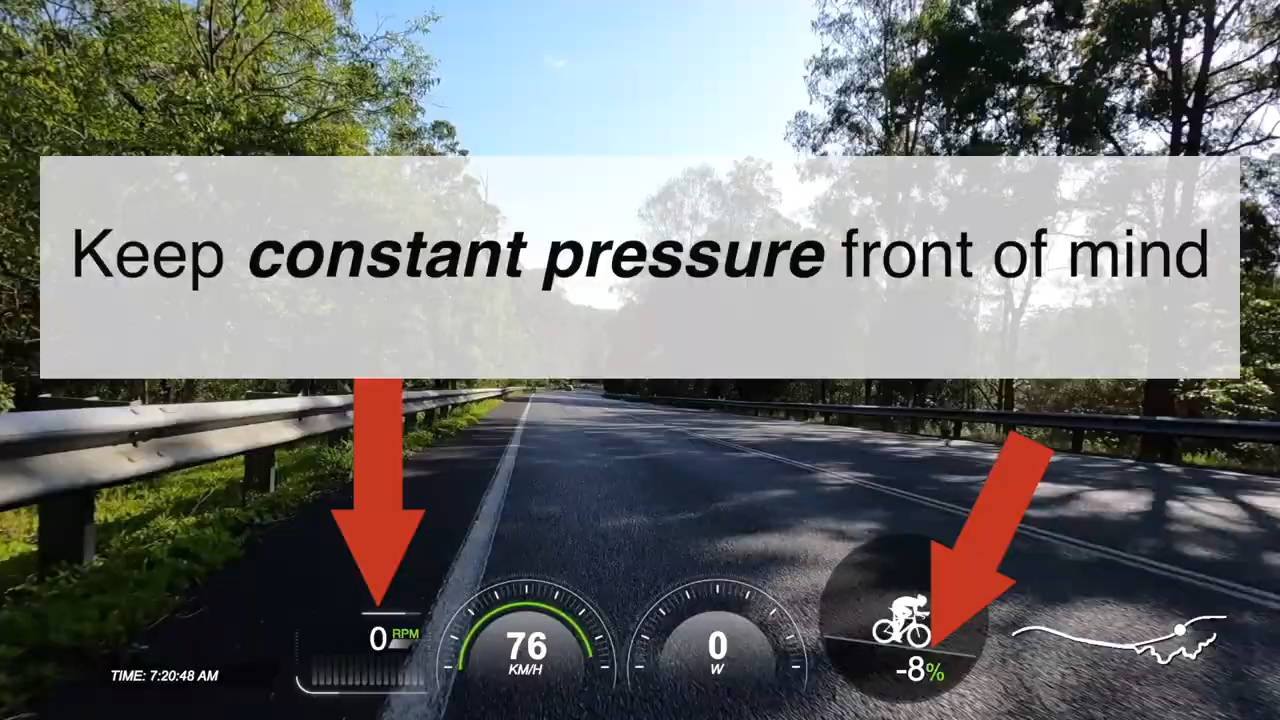 Keep constant pressure front of mind
0 RPM
76
KM/H
0
W
-8%
TIME: 7:20:48 AM